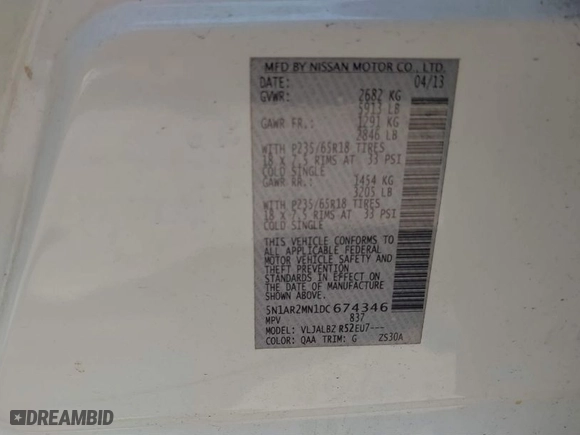 MFD BY NISSAN MOTOR CO., LTD.
DATE: 04/13
GVWR: 2682 KG
5913 LB
GAWR FR.: 1291 KG
2846 LB
WITH P235/65R18 TIRES
18 x 7.5 RIMS AT 33 PSI
COLD SINGLE
GAWR RR.: 1454 KG
3205 LB
WITH P235/65R18 TIRES
18 x 7.5 RIMS AT 33 PSI
COLD SINGLE
THIS VEHICLE CONFORMS TO
ALL APPLICABLE FEDERAL
MOTOR VEHICLE SAFETY AND
THEFT PREVENTION
STANDARDS IN EFFECT ON
THE DATE OF MANUFACTURE
SHOWN ABOVE.
5N1AR2MN1DC674346
MPV 837
MODEL: VLJALBZ R52EU7---
COLOR: QAA TRIM: G ZS30A
DREAMBID